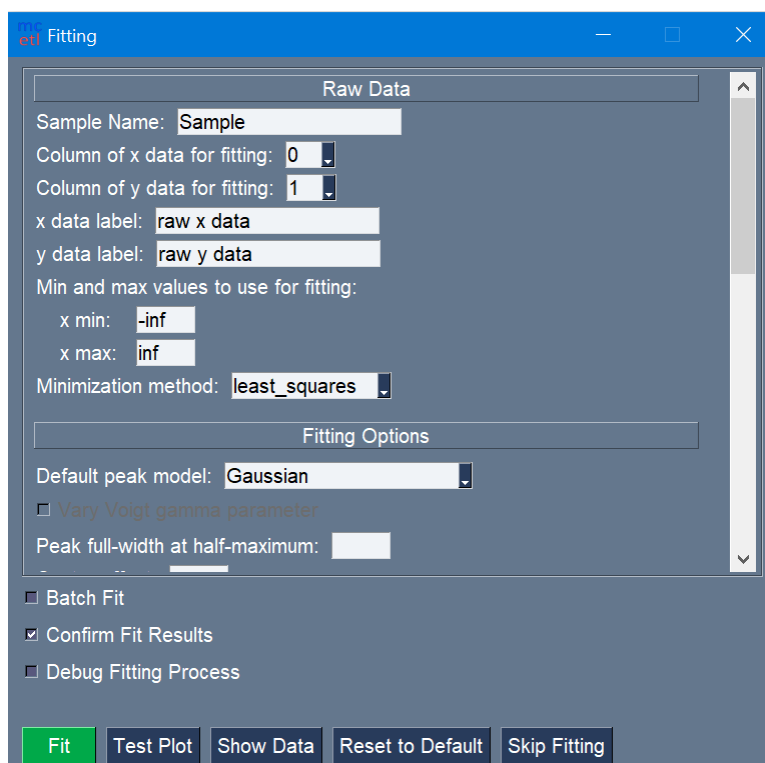 mc
etl Fitting
Raw Data
Sample Name: Sample
Column of x data for fitting: 0
Column of y data for fitting: 1
x data label: raw x data
y data label: raw y data
Min and max values to use for fitting:
x min: -inf
x max: inf
Minimization method: least_squares
Fitting Options
Default peak model: Gaussian
Vary Voigt gamma parameter
Peak full-width at half-maximum:
Batch Fit
Confirm Fit Results
Debug Fitting Process
Fit Test Plot Show Data Reset to Default Skip Fitting